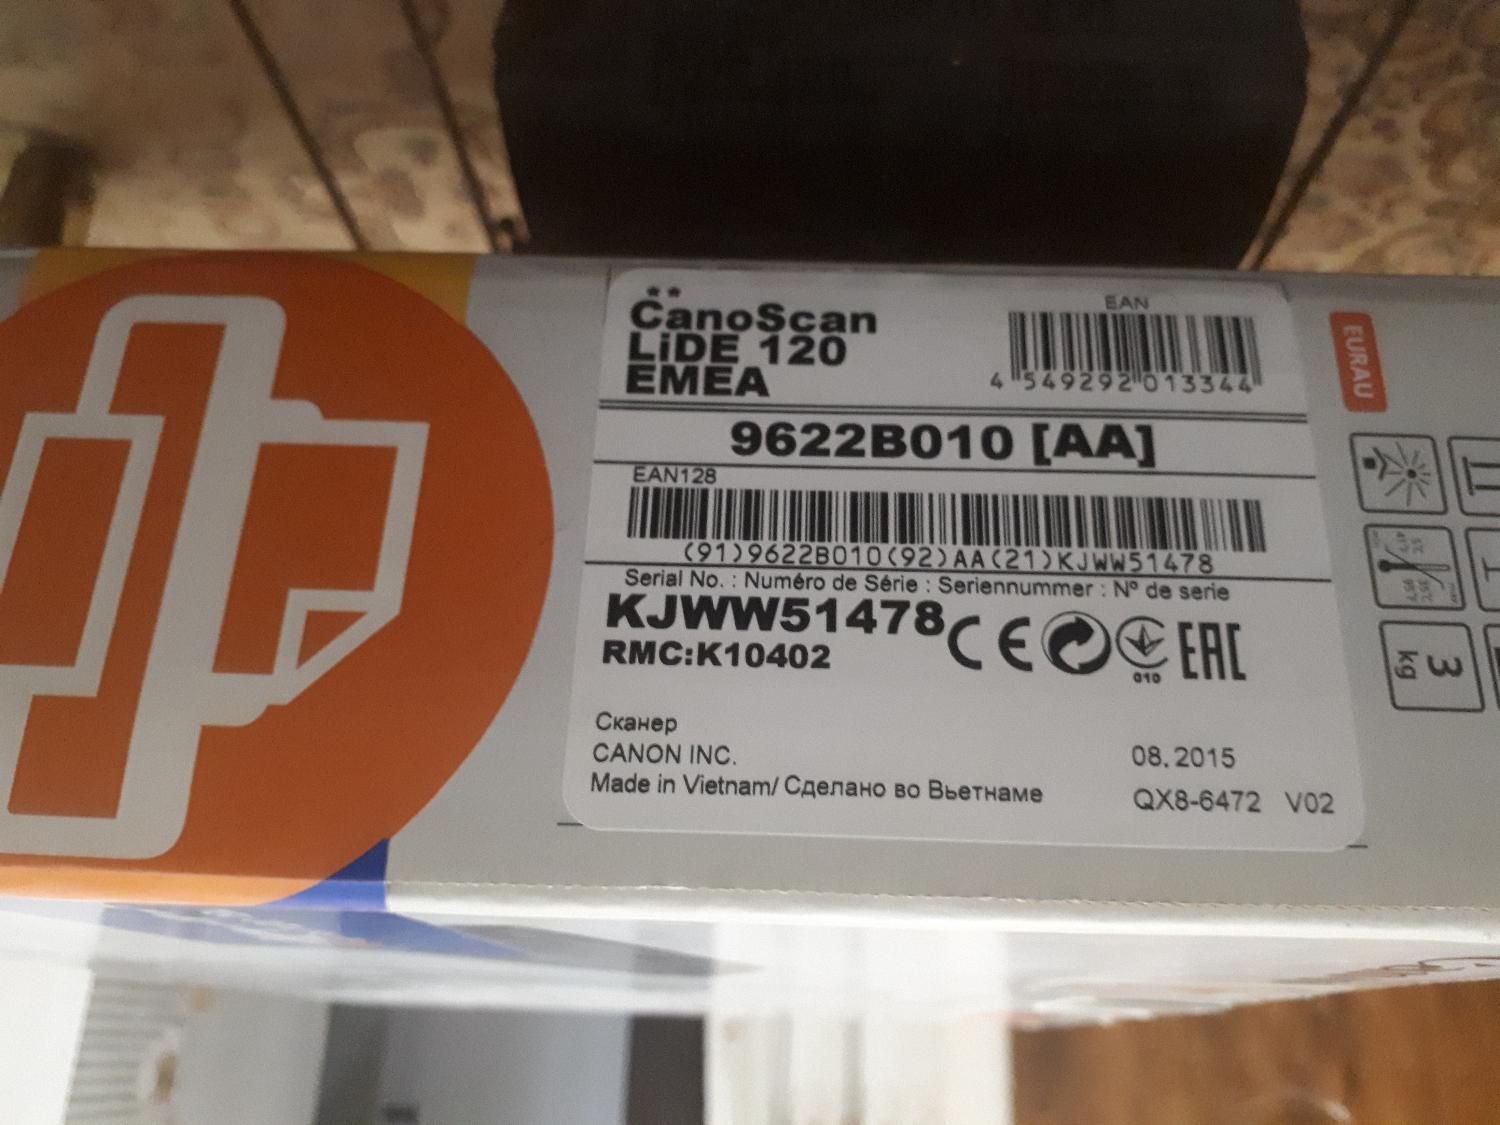 **
CanoScan
LiDE 120
EMEA
EAN
4 549292 013344
9622B010 [AA]
EAN128
(91)9622B010(92)AA(21)KJWW51478
Serial No. : Numéro de Série : Seriennummer : Nº de serie
KJWW51478
RMC:K10402
CE
010
EAC
Сканер
CANON INC.
08.2015
Made in Vietnam/ Сделано во Вьетнаме
QX8-6472 V02
EURAU
3
kg